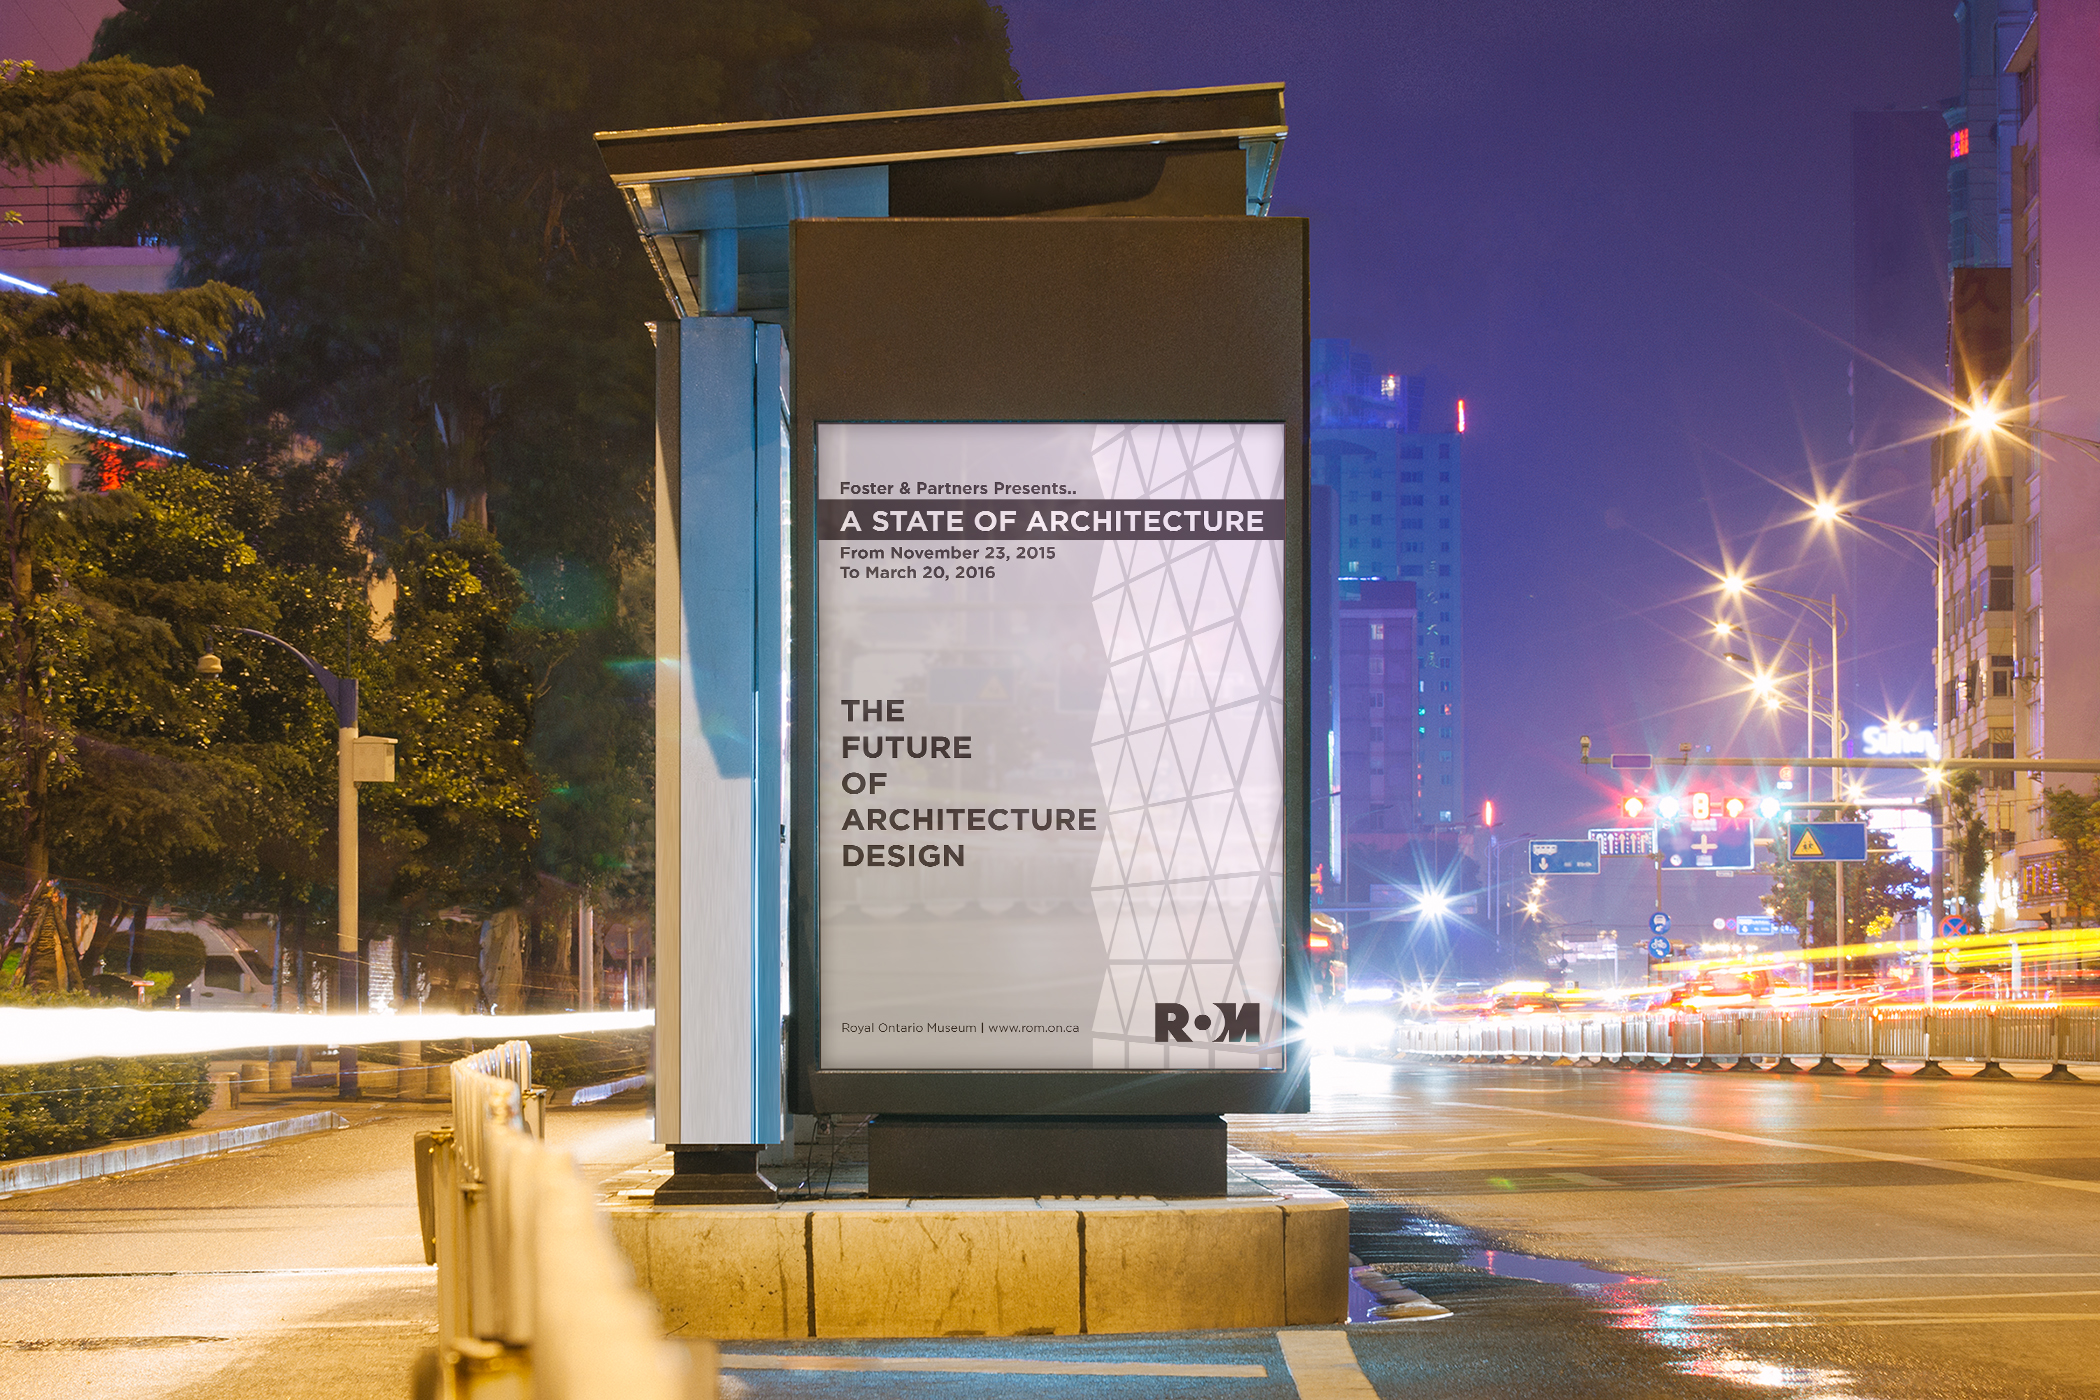 Foster & Partners Presents..
A STATE OF ARCHITECTURE
From November 23, 2015
To March 20, 2016
THE
FUTURE
OF
ARCHITECTURE
DESIGN
Royal Ontario Museum | www.rom.on.ca
ROM